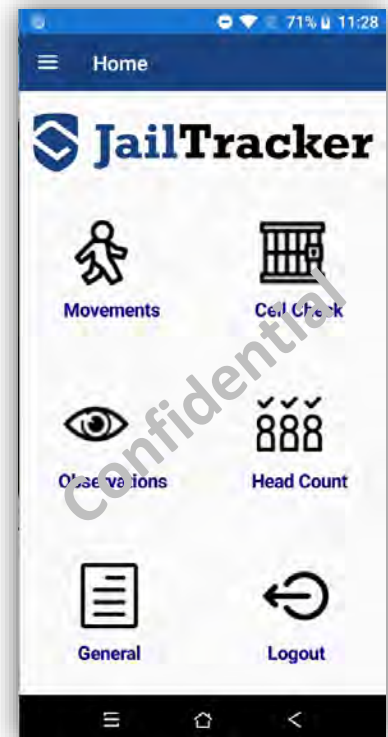 71% 11:28
Home
JailTracker
Movements
Cell Check
Observations
Head Count
General
Logout
Confidential